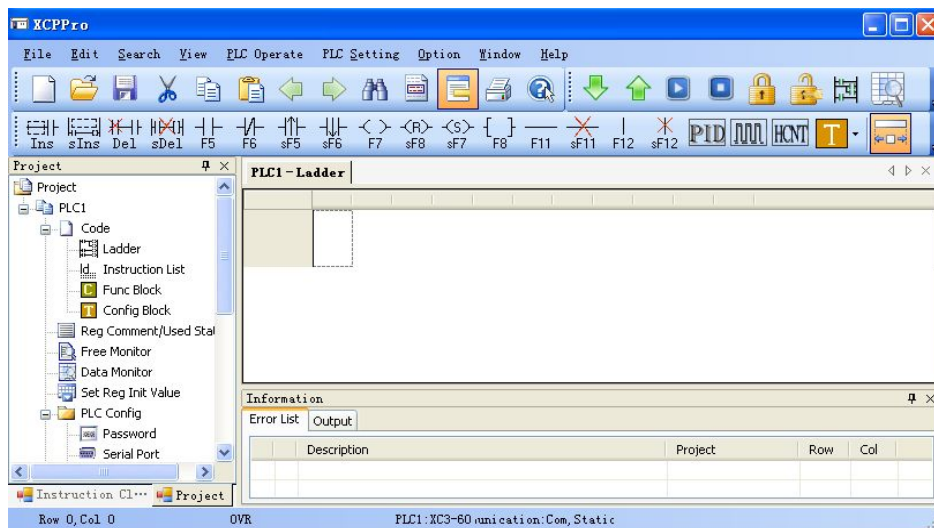 XCPPro
File Edit Search View PLC Operate PLC Setting Option Window Help
Ins sIns Del sDel F5 F6 sF5 sF6 F7 sF8 sF7 F8 F11 sF11 F12 sF12 PID HCNT T
Project
PLC1-Ladder
Project
PLC1
Code
Ladder
Instruction List
Func Block
Config Block
Reg Comment/Used Sta
Free Monitor
Data Monitor
Set Reg Init Value
PLC Config
Password
Serial Port
Instruction Cl··· Project
Information
Error List Output
Description Project Row Col
Row 0,Col 0 OVR PLC1:XC3-60 unication:Com, Static